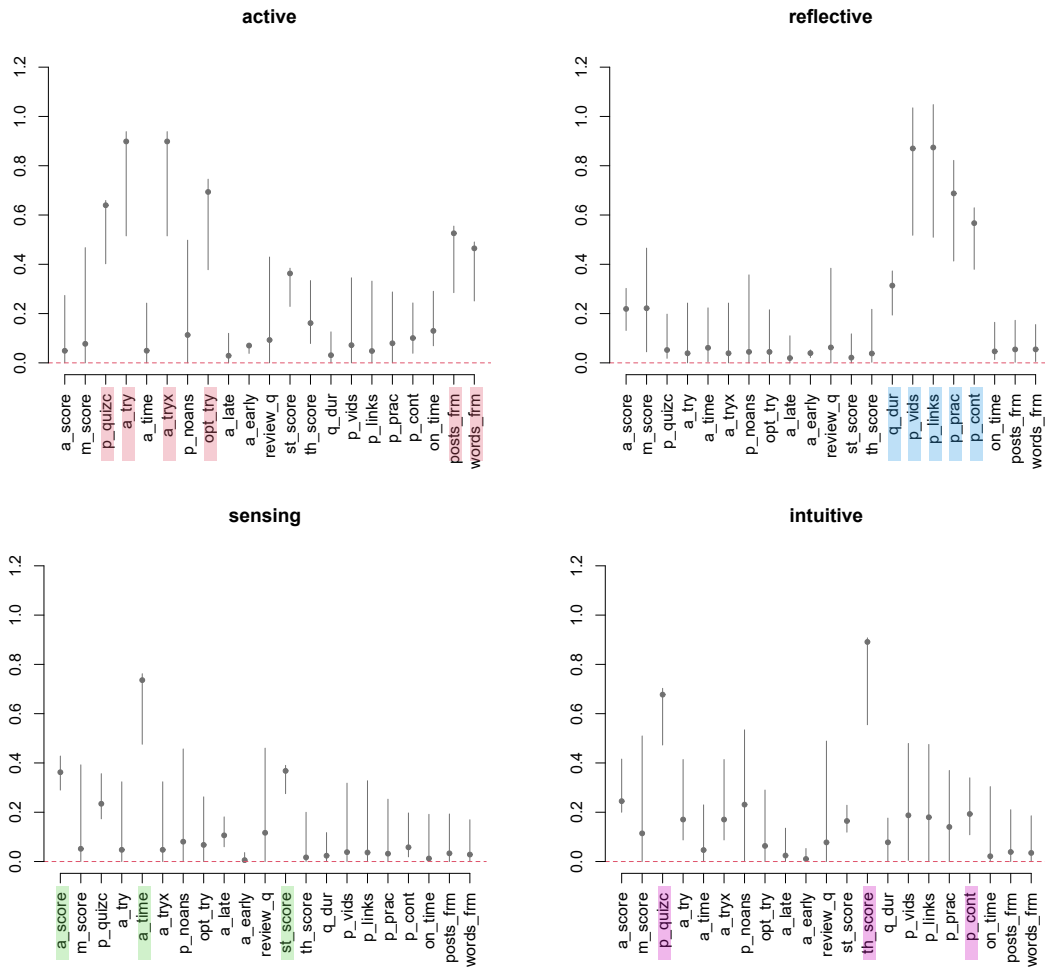 active
1.2
1.0
0.8
0.6
0.4
0.2
0.0
a_score
m_score
p_quizc
a_try
a_time
a_tryx
p_noans
opt_try
a_late
a_early
review_q
st_score
th_score
q_dur
p_vids
p_links
p_prac
p_cont
on_time
posts_frm
words_frm
reflective
1.2
1.0
0.8
0.6
0.4
0.2
0.0
a_score
m_score
p_quizc
a_try
a_time
a_tryx
p_noans
opt_try
a_late
a_early
review_q
st_score
th_score
q_dur
p_vids
p_links
p_prac
p_cont
on_time
posts_frm
words_frm
sensing
1.2
1.0
0.8
0.6
0.4
0.2
0.0
a_score
m_score
p_quizc
a_try
a_time
a_tryx
p_noans
opt_try
a_late
a_early
review_q
st_score
th_score
q_dur
p_vids
p_links
p_prac
p_cont
on_time
posts_frm
words_frm
intuitive
1.2
1.0
0.8
0.6
0.4
0.2
0.0
a_score
m_score
p_quizc
a_try
a_time
a_tryx
p_noans
opt_try
a_late
a_early
review_q
st_score
th_score
q_dur
p_vids
p_links
p_prac
p_cont
on_time
posts_frm
words_frm